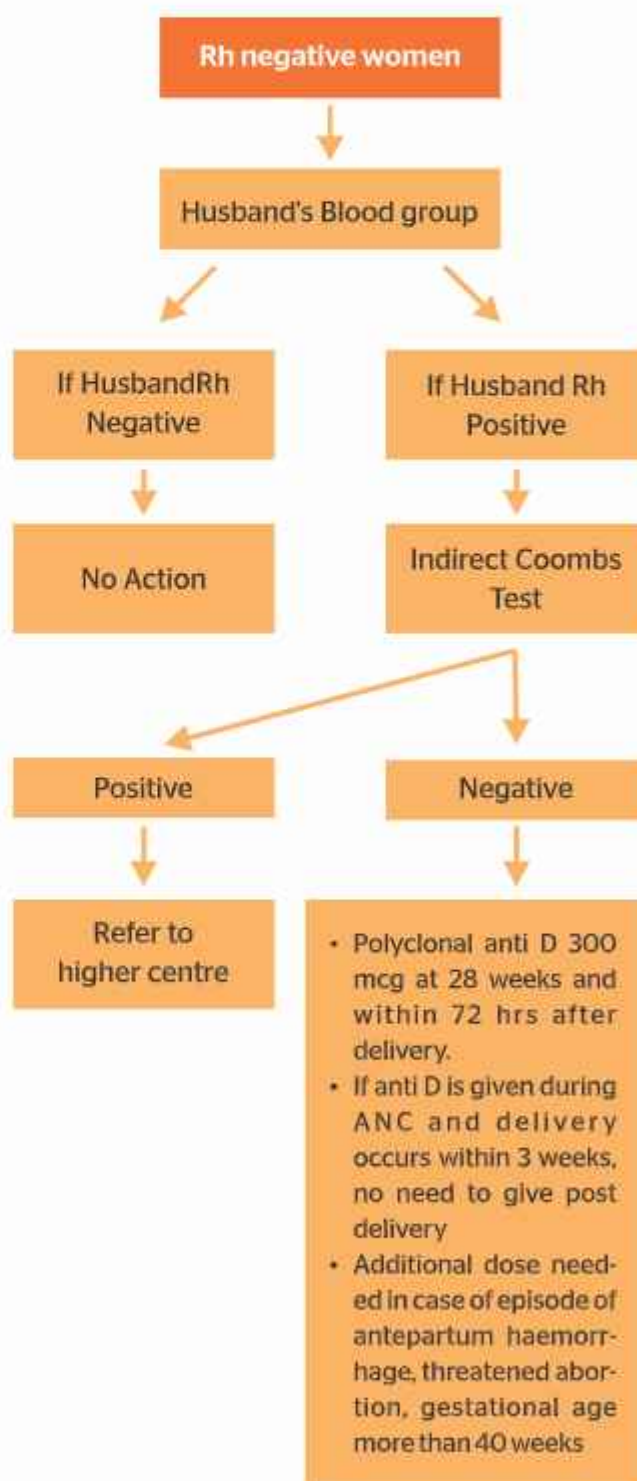 Rh negative women
Husband's Blood group
If HusbandRh
Negative
If Husband Rh
Positive
No Action
Indirect Coombs
Test
Positive
Negative
Refer to
higher centre
• Polyclonal anti D 300
mcg at 28 weeks and
within 72 hrs after
delivery.
• If anti D is given during
ANC and delivery
occurs within 3 weeks,
no need to give post
delivery
• Additional dose need-
ed in case of episode of
antepartum haemorr-
hage, threatened abor-
tion, gestational age
more than 40 weeks